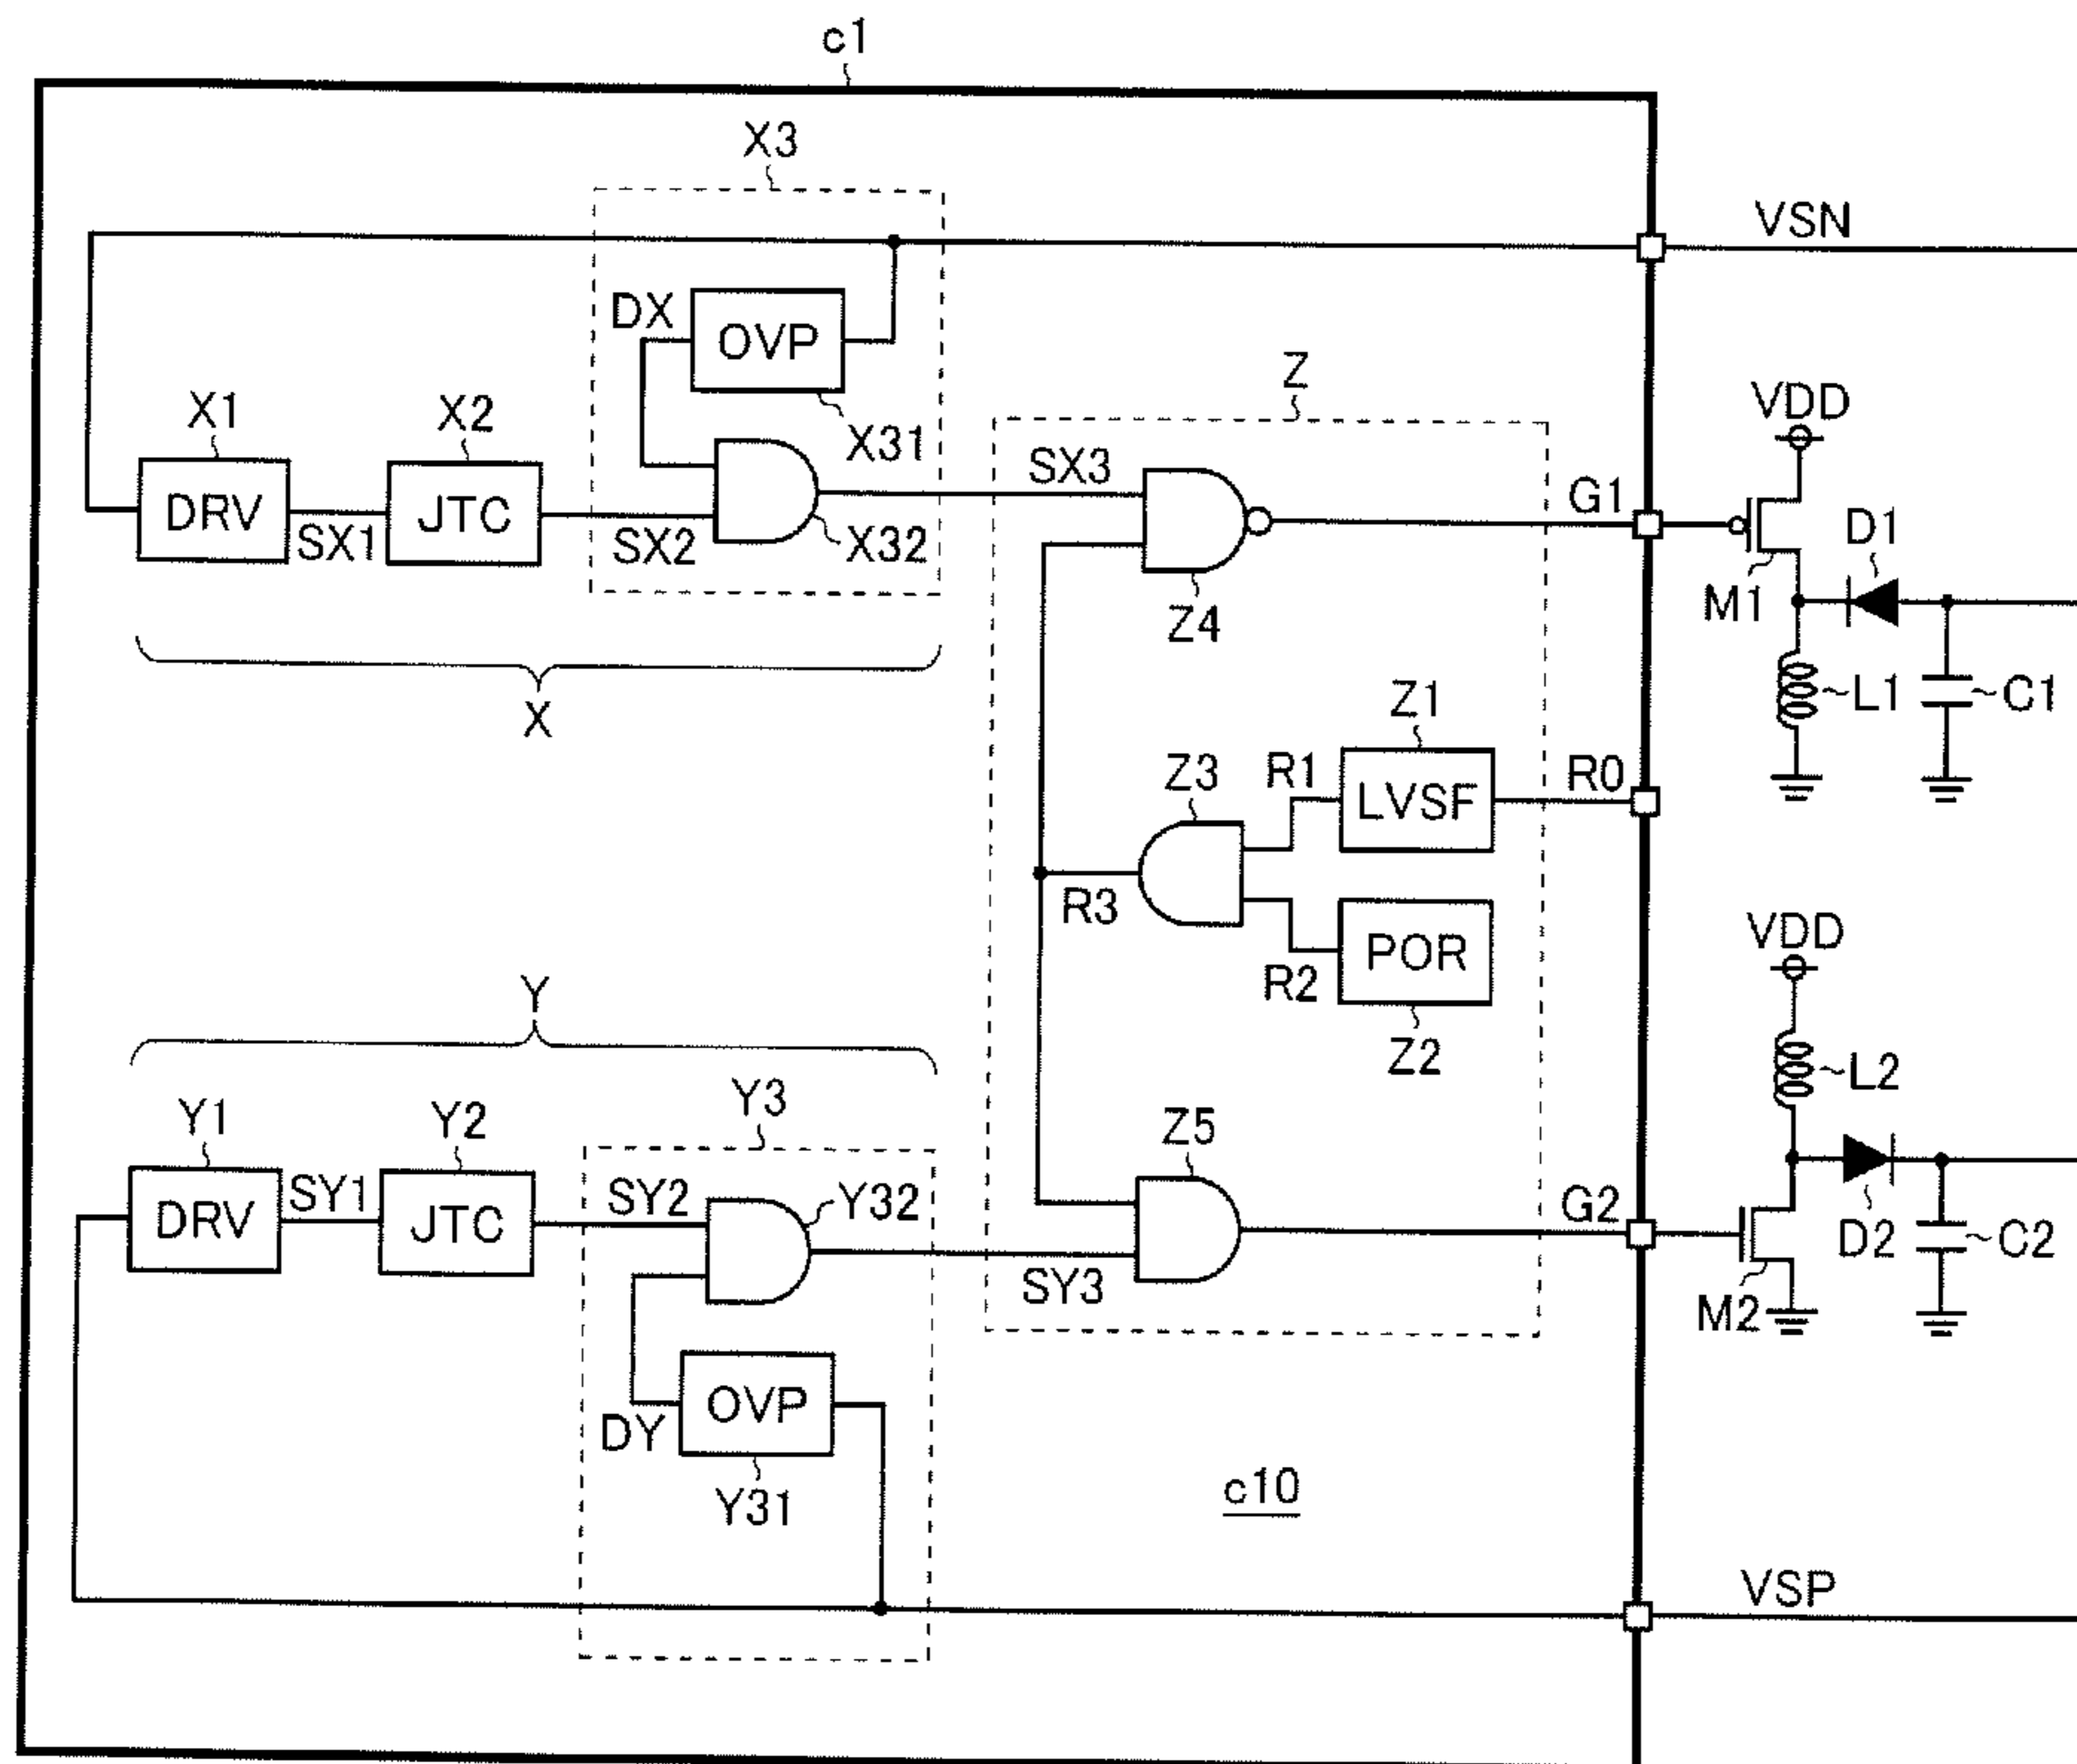 c1
X3
VSN
DX
OVP
Z
VDD
X1
X2
X31
SX3
G1
D1
DRV
JTC
SX1
SX2
X32
M1
Z4
X
L1
C1
Z1
Z3
R1
LVSF
R0
R3
R2
POR
Z2
VDD
Y
L2
Y3
Y1
Y2
Z5
DRV
SY1
JTC
SY2
Y32
G2
D2
C2
SY3
M2
DY
OVP
Y31
c10
VSP